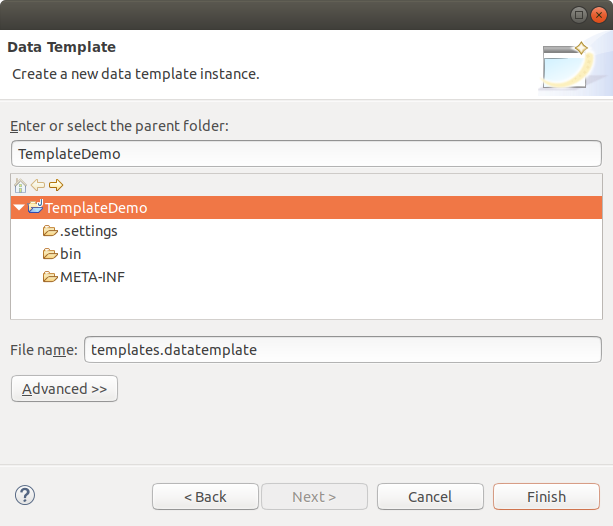 Data Template
Create a new data template instance.
Enter or select the parent folder:
TemplateDemo
TemplateDemo
.settings
bin
META-INF
File name: templates.datatemplate
Advanced >>
? < Back Next > Cancel Finish